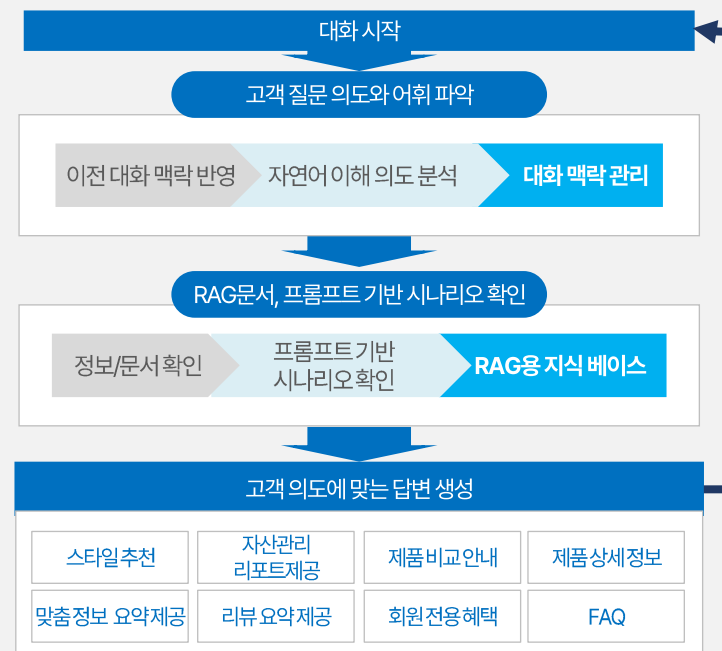 대화 시작
고객 질문 의도와 어휘 파악
이전 대화 맥락 반영
자연어 이해 의도 분석
대화 맥락 관리
RAG문서, 프롬프트 기반 시나리오 확인
정보/문서 확인
프롬프트 기반
시나리오 확인
RAG용 지식 베이스
고객 의도에 맞는 답변 생성
스타일 추천
자산관리
리포트제공
제품 비교 안내
제품 상세 정보
맞춤 정보 요약 제공
리뷰 요약 제공
회원 전용 혜택
FAQ